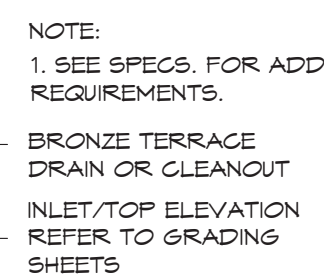 NOTE:
1. SEE SPECS. FOR ADD
REQUIREMENTS.
BRONZE TERRACE
DRAIN OR CLEANOUT
INLET/TOP ELEVATION
REFER TO GRADING
SHEETS